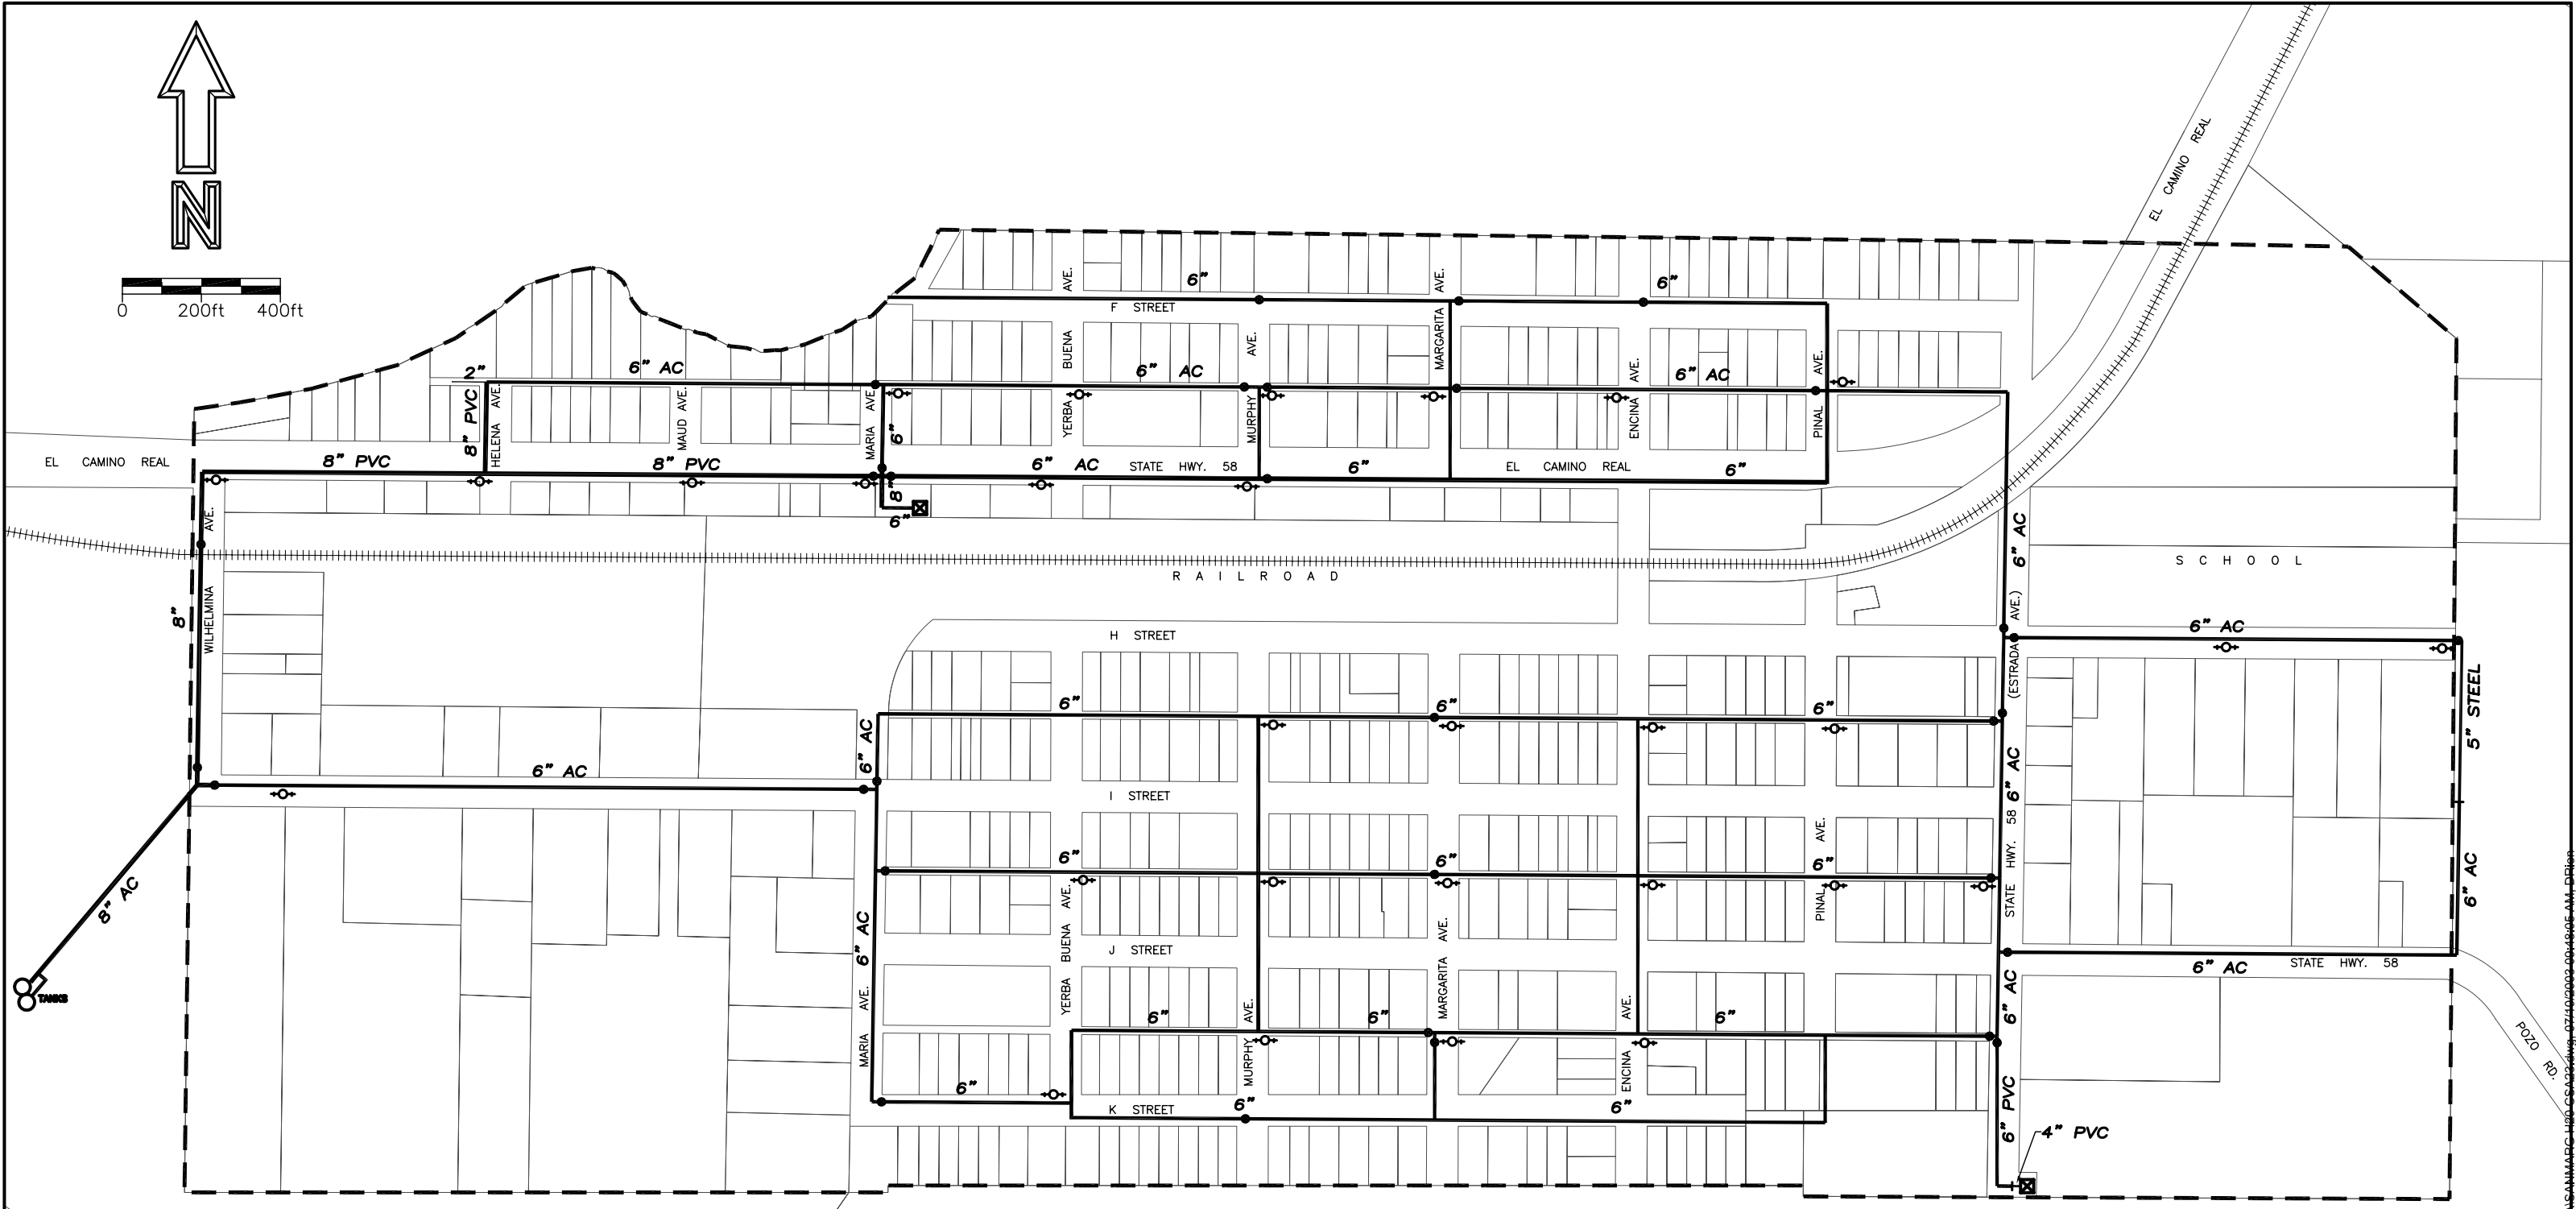 N
0 200ft 400ft
EL CAMINO REAL
AVE.
6”
AVE.
6”
F STREET
BUENA
AVE.
MARGARITA
AVE.
AVE.
2”
6” AC
6” AC
6” AC
8” PVC
HELENA AVE.
MAUD AVE.
MARIA AVE.
6”
YERBA
MURPHY
ENCINA
PINAL
EL CAMINO REAL
8” PVC
8” PVC
6” AC
STATE HWY. 58
6”
EL CAMINO REAL
6”
8”
6”
AVE.
WILHELMINA
8”
6” AC
S C H O O L
R A I L R O A D
(ESTRADA AVE.)
H STREET
6” AC
6”
6”
6”
5” STEEL
6” AC
6” AC
6” AC
I STREET
STATE HWY. 58
6”
6”
6”
AVE.
PINAL
6” AC
8” AC
TANKS
6” AC
MARIA AVE.
YERBA BUENA AVE.
J STREET
MARGARITA AVE.
6” AC
STATE HWY. 58
6” AC
6”
AVE.
MURPHY
6”
AVE.
ENCINA
6”
POZO RD.
6”
K STREET
6”
6”
6” PVC
4” PVC